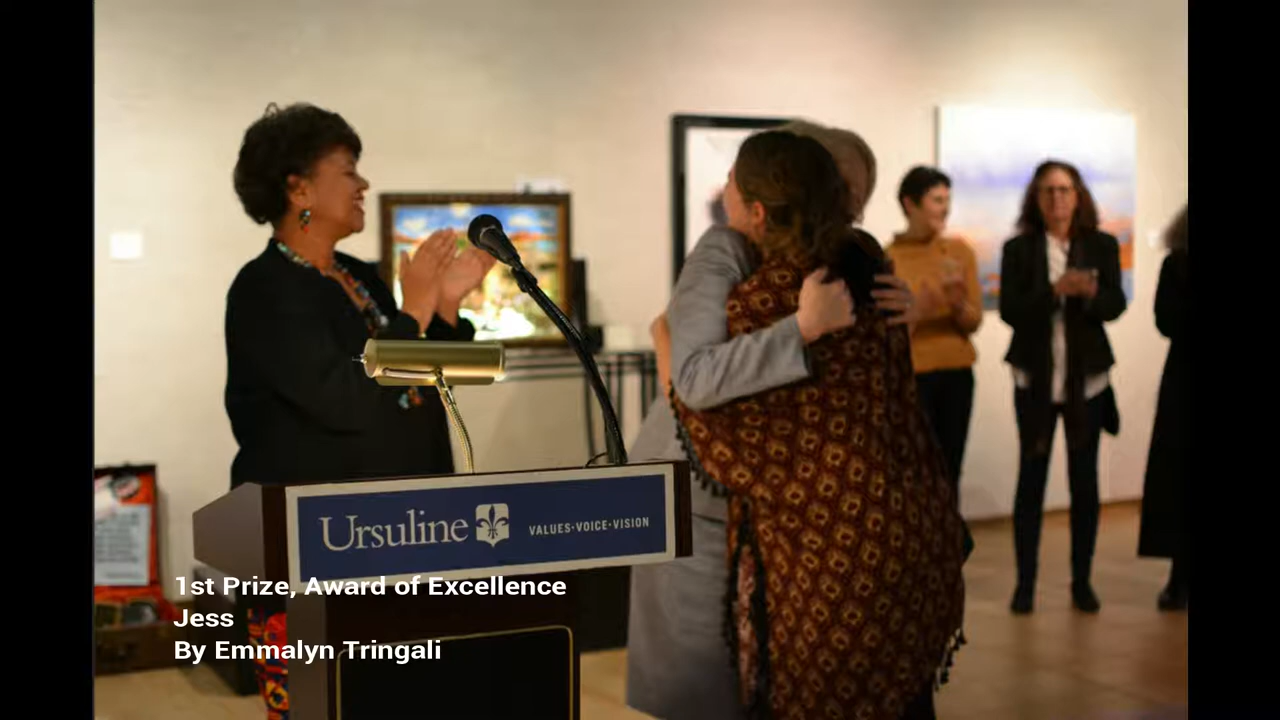 Ursuline VALUES·VOICE·VISION
1st Prize, Award of Excellence
Jess
By Emmalyn Tringali